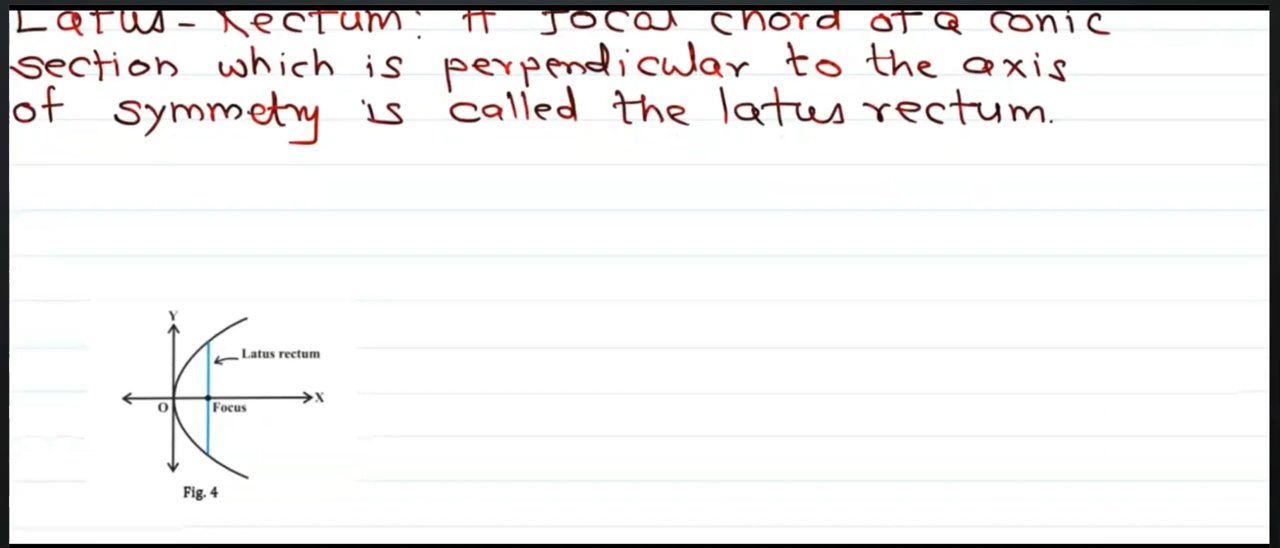 Latus-Rectum: A focal chord of a conic
section which is perpendicular to the axis
of symmetry is called the latus rectum.
Y
Latus rectum
X
O
Focus
Fig. 4